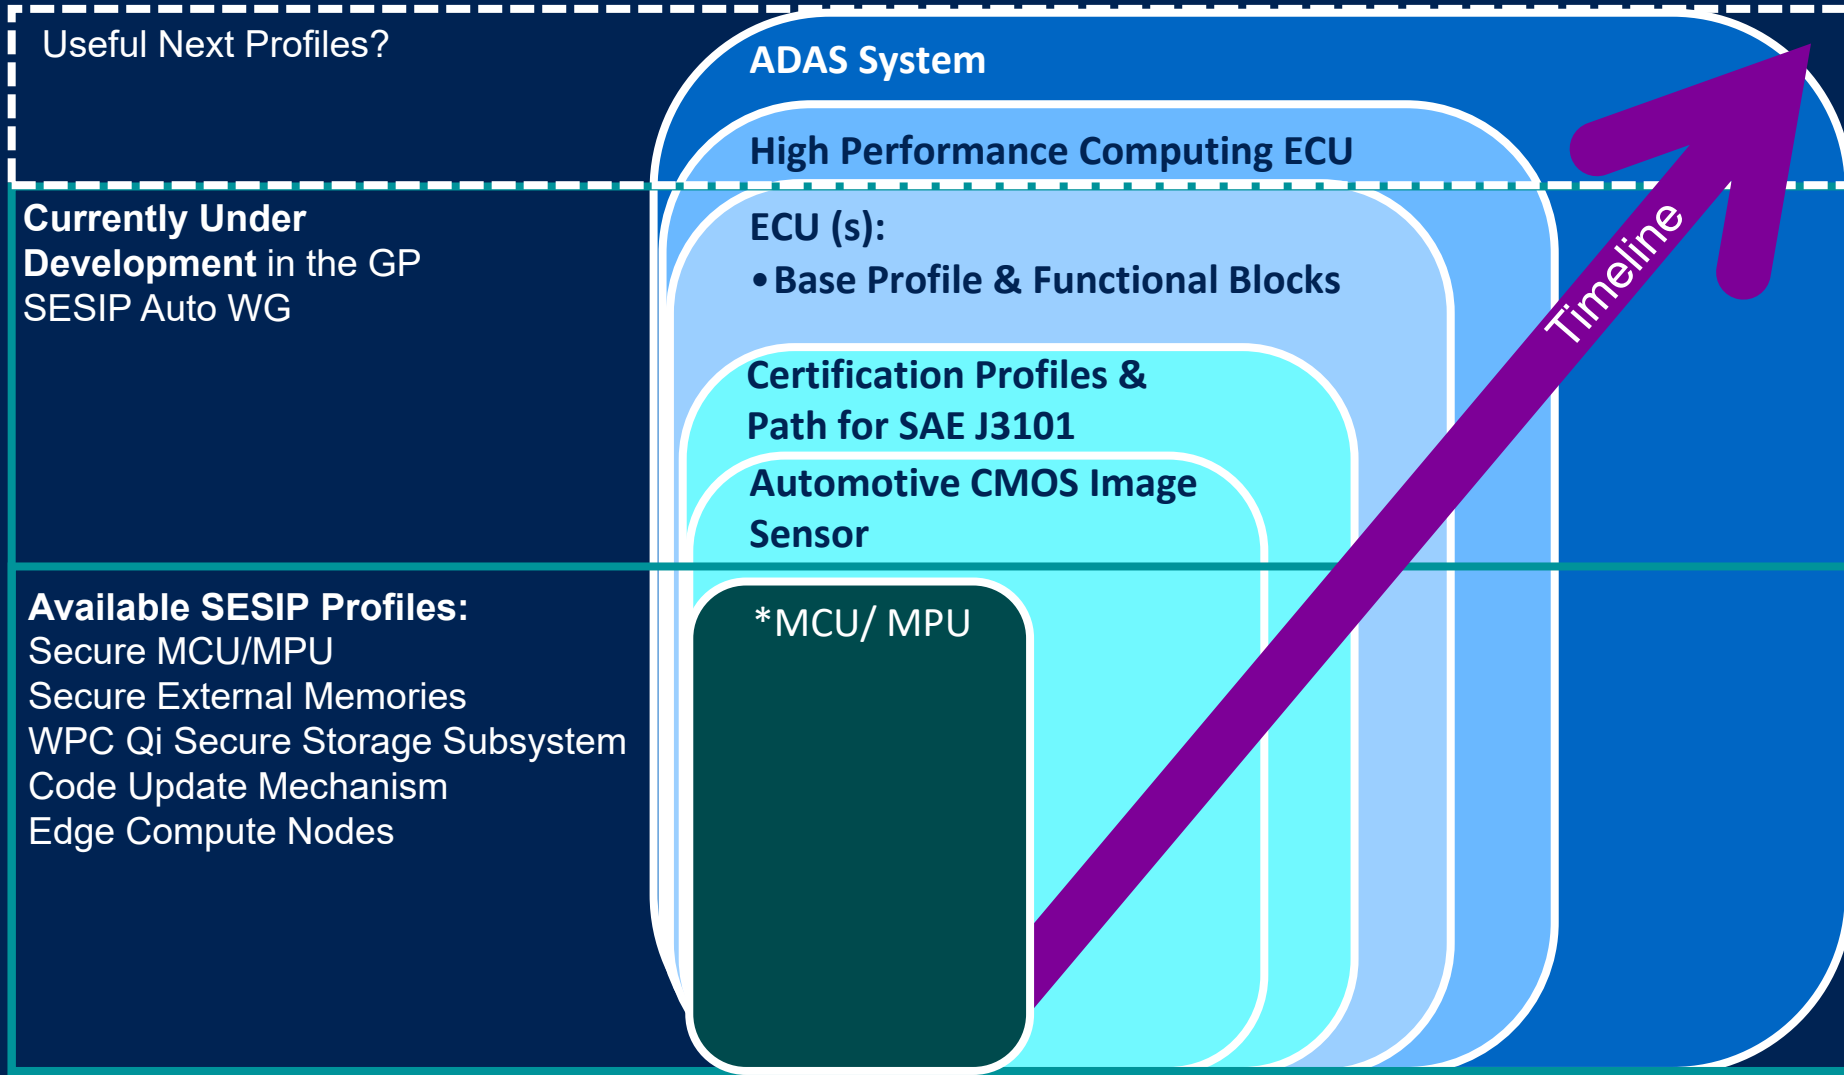 Useful Next Profiles?
ADAS System
High Performance Computing ECU
Currently Under
Development in the GP
SESIP Auto WG
ECU (s):
•Base Profile & Functional Blocks
Timeline
Certification Profiles &
Path for SAE J3101
Automotive CMOS Image
Sensor
Available SESIP Profiles:
Secure MCU/MPU
Secure External Memories
WPC Qi Secure Storage Subsystem
Code Update Mechanism
Edge Compute Nodes
*MCU/ MPU